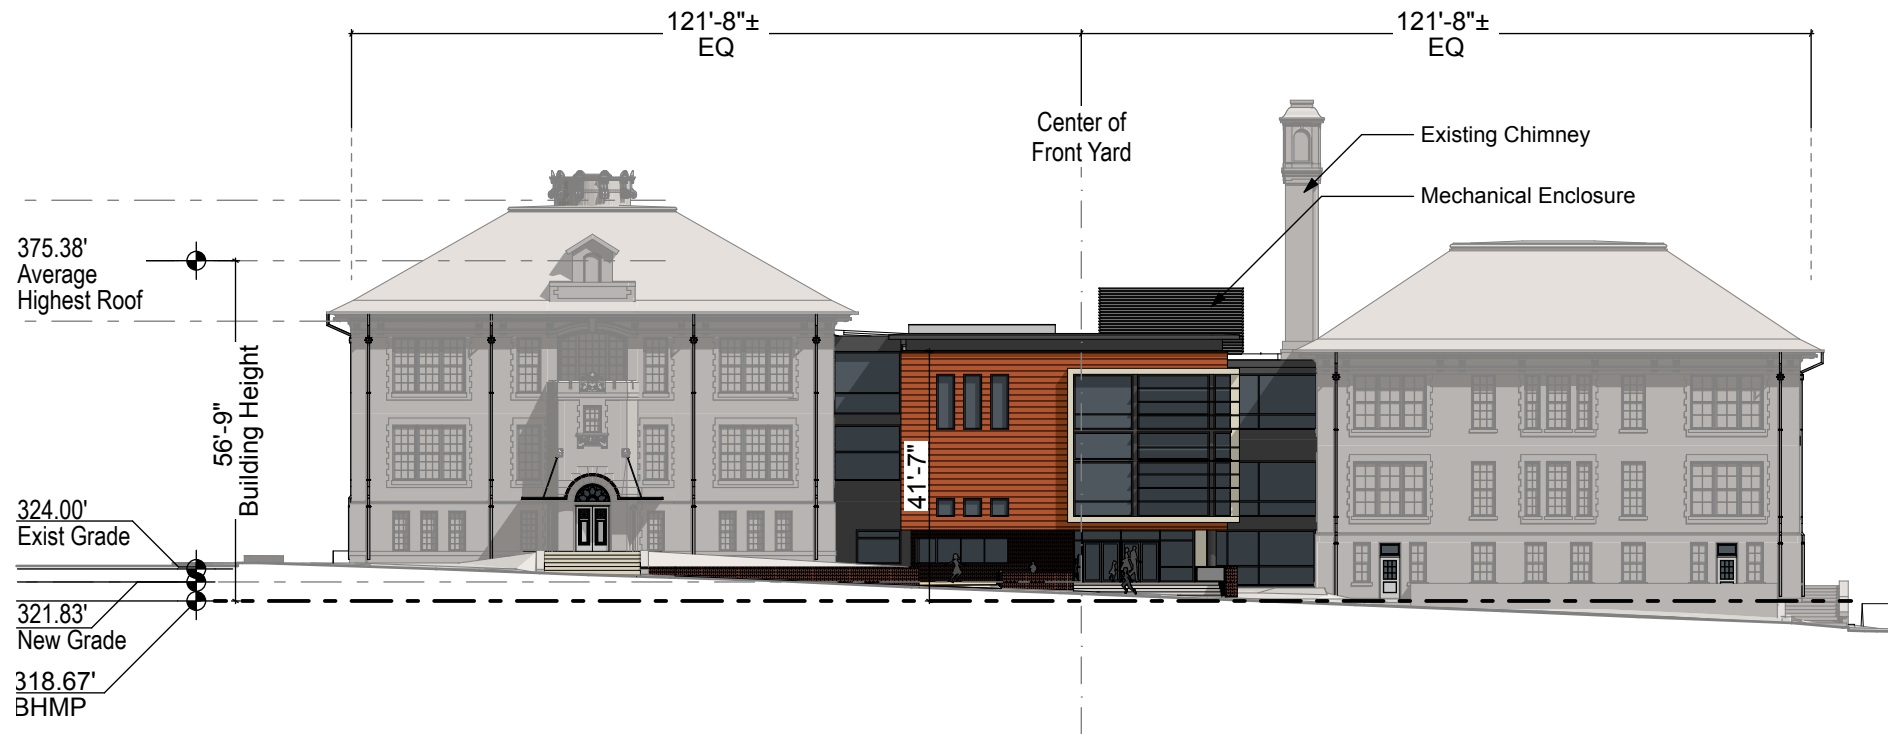 121'-8"±
EQ
121'-8"±
EQ
Center of
Front Yard
Existing Chimney
Mechanical Enclosure
375.38'
Average
Highest Roof
56'-9"
Building Height
41'-7"
324.00'
Exist Grade
321.83'
New Grade
318.67'
BHMP